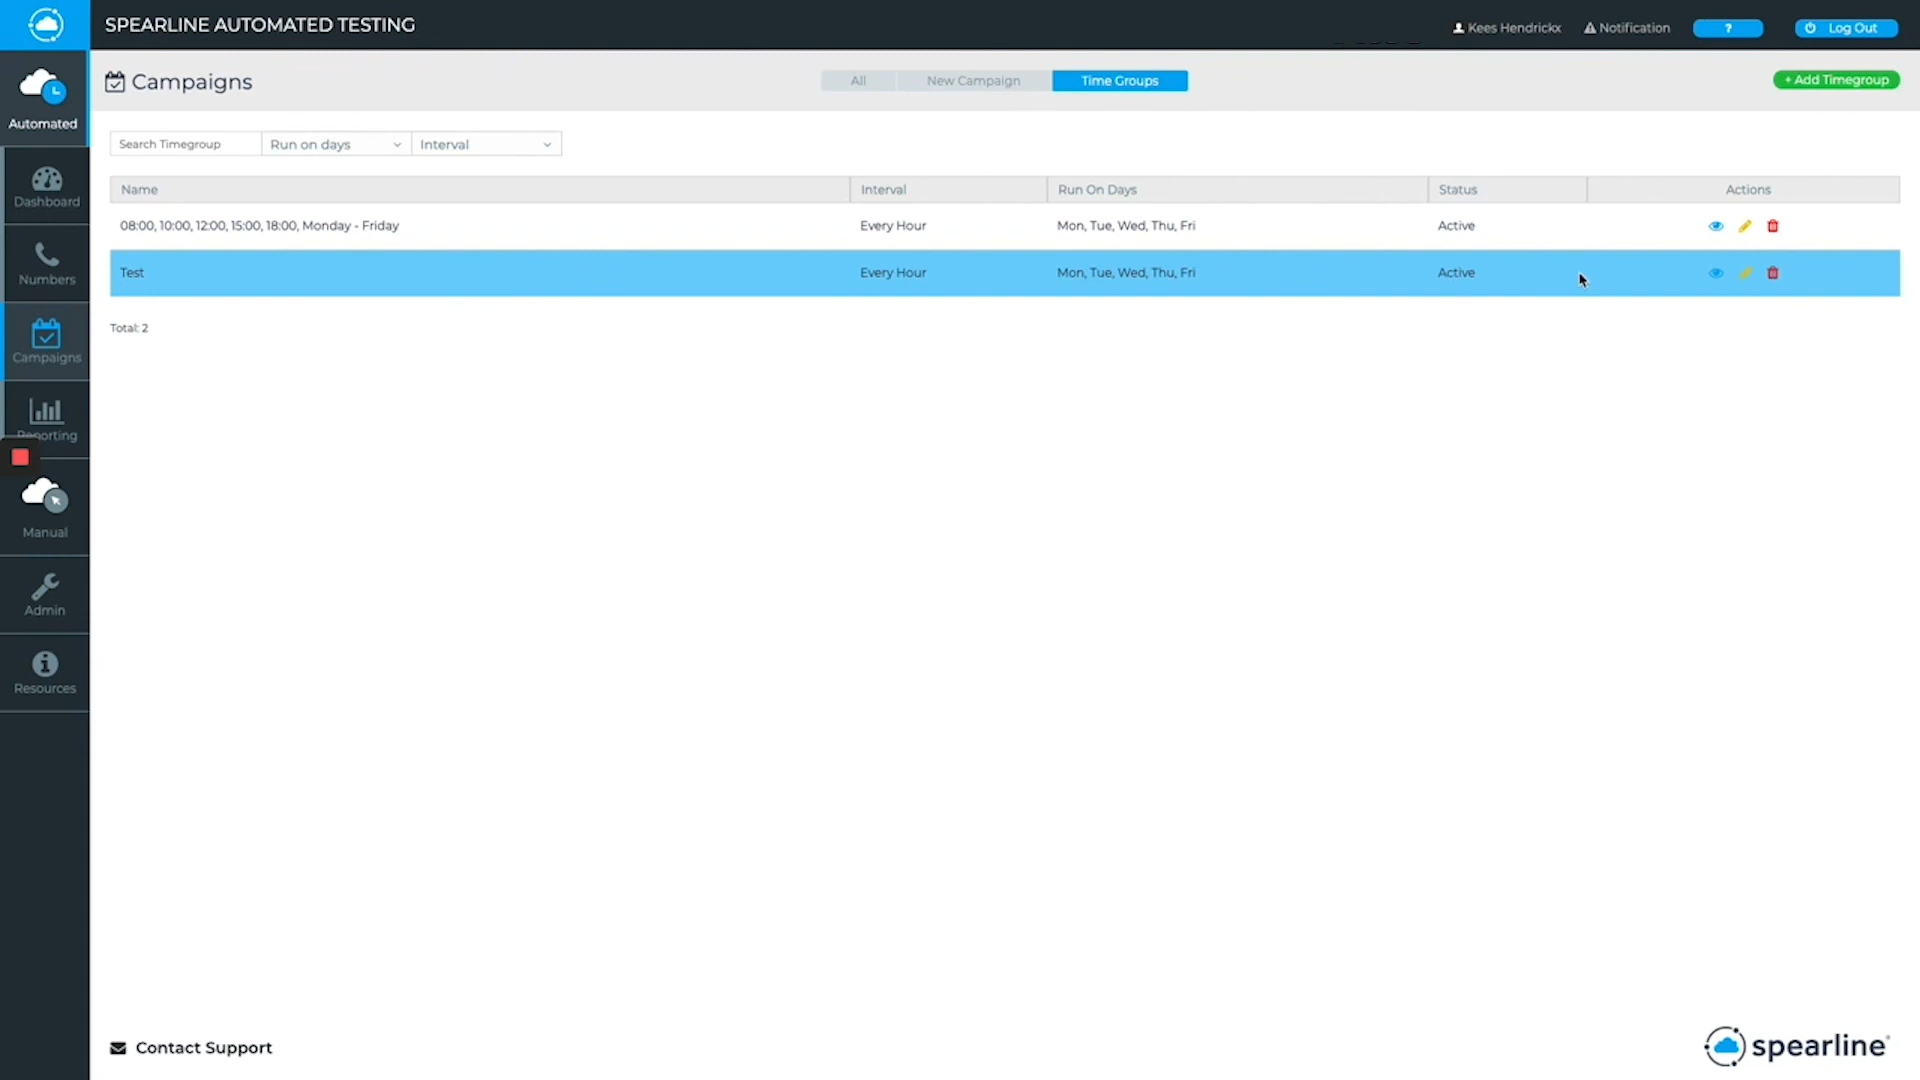 SPEARLINE AUTOMATED TESTING
Kees Hendrickx
Notification
?
Log Out
Automated
Dashboard
Numbers
Campaigns
Reporting
Manual
Admin
Resources
Campaigns
All
New Campaign
Time Groups
+ Add Timegroup
Search Timegroup
Run on days
Interval
Name Interval Run On Days Status Actions
08:00, 10:00, 12:00, 15:00, 18:00, Monday - Friday Every Hour Mon, Tue, Wed, Thu, Fri Active
Test Every Hour Mon, Tue, Wed, Thu, Fri Active
Total: 2
Contact Support
spearline